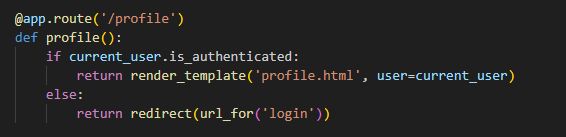 @app.route('/profile')
def profile():
    if current_user.is_authenticated:
        return render_template('profile.html', user=current_user)
    else:
        return redirect(url_for('login'))